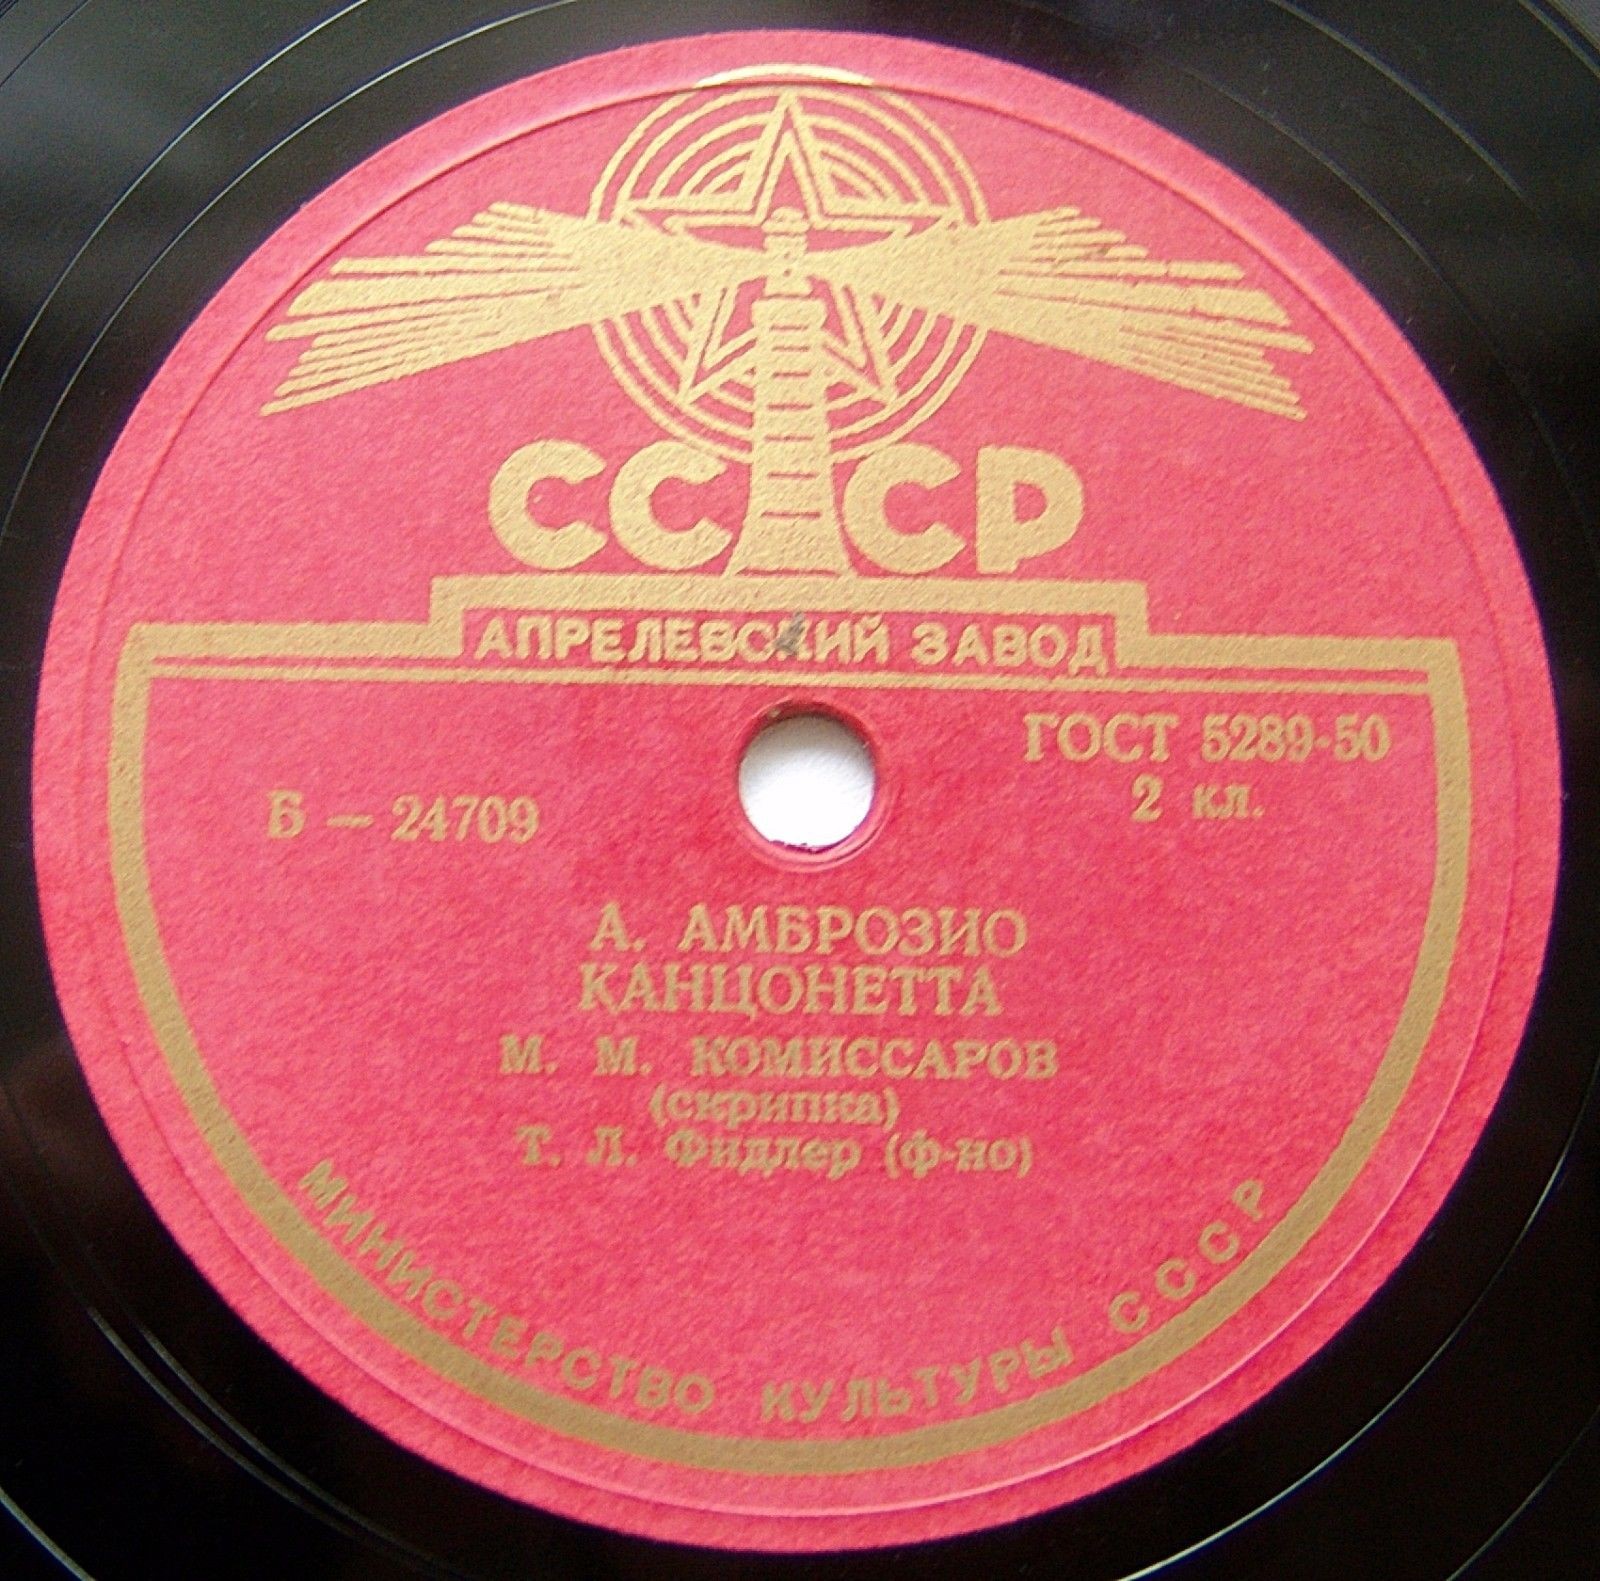 СССР
АПРЕЛЕВСКИЙ ЗАВОД
ГОСТ 5289-50
2 кл.
Б — 24709
А. АМБРОЗИО
КАНЦОНЕТТА
М. М. КОМИССАРОВ
(скрипка)
Т. Л. Фидлер (ф-но)
МИНИСТЕРСТВО КУЛЬТУРЫ СССР